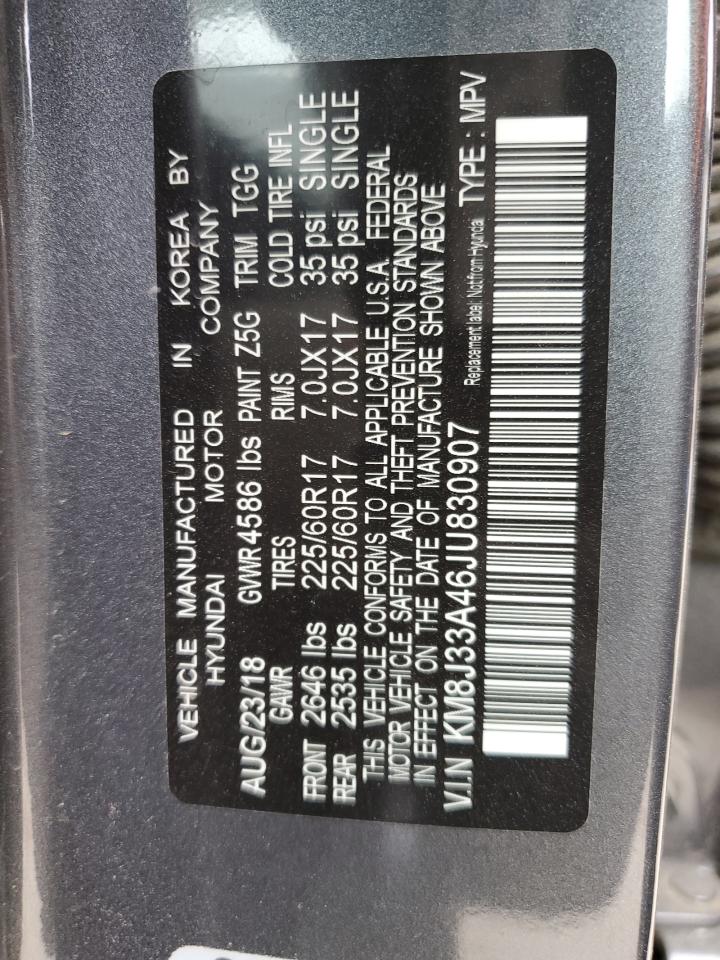 VEHICLE MANUFACTURED IN KOREA BY
HYUNDAI MOTOR COMPANY
AUG/23/18 GVWR4586 lbs PAINT Z5G TRIM TGG
GAWR TIRES RIMS COLD TIRE INFL
FRONT 2646 lbs 225/60R17 7.0JX17 35 psi SINGLE
REAR 2535 lbs 225/60R17 7.0JX17 35 psi SINGLE
THIS VEHICLE CONFORMS TO ALL APPLICABLE U.S.A. FEDERAL
MOTOR VEHICLE SAFETY AND THEFT PREVENTION STANDARDS
IN EFFECT ON THE DATE OF MANUFACTURE SHOWN ABOVE
V.I.N KM8J33A46JU830907 Replacement label. Not from Hyundai TYPE : MPV